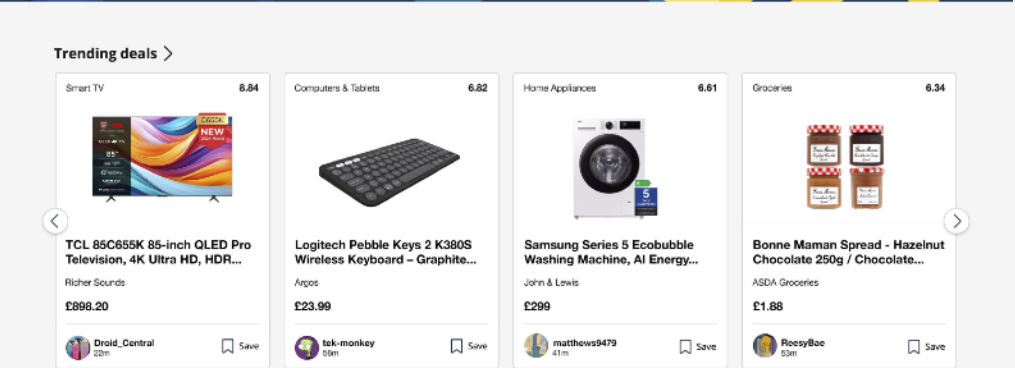 Trending deals
Smart TV 8.84
NEW
85"
TCL 85C655K 85-inch QLED Pro
Television, 4K Ultra HD, HDR...
Richer Sounds
£898.20
Droid_Central
22m
Save
Computers & Tablets 6.82
Logitech Pebble Keys 2 K380S
Wireless Keyboard – Graphite...
Argos
£23.99
tek-monkey
56m
Save
Home Appliances 6.61
5
Samsung Series 5 Ecobubble
Washing Machine, AI Energy...
John & Lewis
£299
matthews9479
41m
Save
Groceries 6.34
Bonne Maman Spread - Hazelnut
Chocolate 250g / Chocolate...
ASDA Groceries
£1.88
ReesyBae
53m
Save